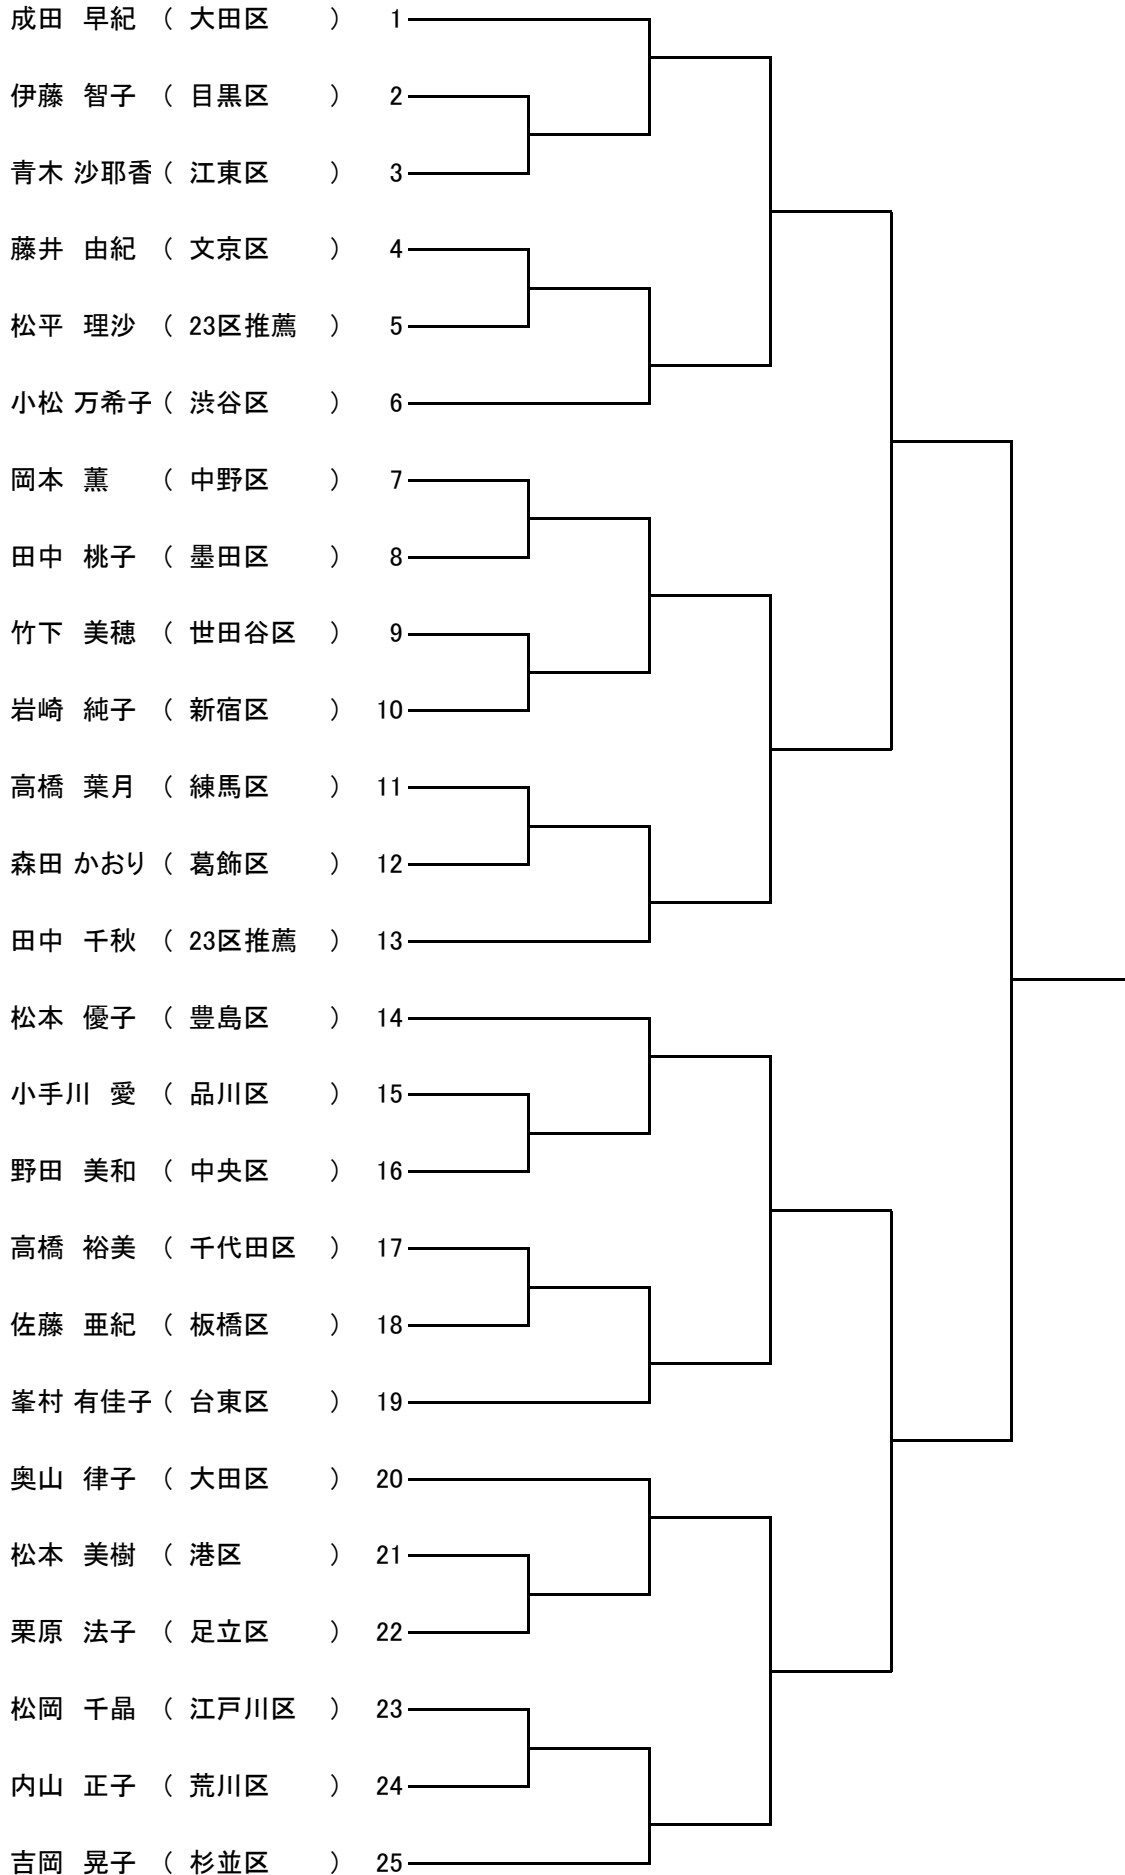 成田 早紀 （ 大田区 ） 1
伊藤 智子 （ 目黒区 ） 2
青木 沙耶香 （ 江東区 ） 3
藤井 由紀 （ 文京区 ） 4
松平 理沙 （ 23区推薦 ） 5
小松 万希子 （ 渋谷区 ） 6
岡本 薫 （ 中野区 ） 7
田中 桃子 （ 墨田区 ） 8
竹下 美穂 （ 世田谷区 ） 9
岩崎 純子 （ 新宿区 ） 10
高橋 葉月 （ 練馬区 ） 11
森田 かおり （ 葛飾区 ） 12
田中 千秋 （ 23区推薦 ） 13
松本 優子 （ 豊島区 ） 14
小手川 愛 （ 品川区 ） 15
野田 美和 （ 中央区 ） 16
高橋 裕美 （ 千代田区 ） 17
佐藤 亜紀 （ 板橋区 ） 18
峯村 有佳子 （ 台東区 ） 19
奥山 律子 （ 大田区 ） 20
松本 美樹 （ 港区 ） 21
栗原 法子 （ 足立区 ） 22
松岡 千晶 （ 江戸川区 ） 23
内山 正子 （ 荒川区 ） 24
吉岡 晃子 （ 杉並区 ） 25